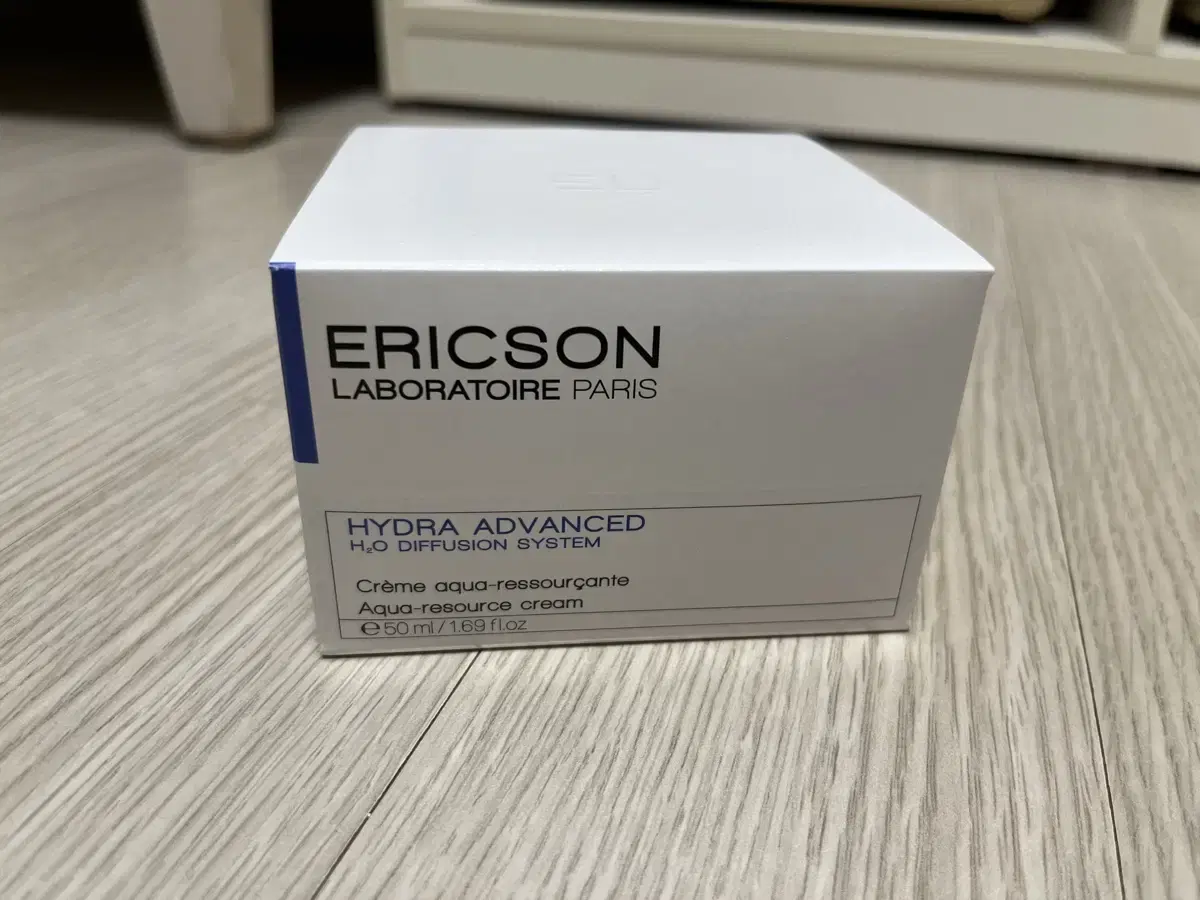 ERICSON
LABORATOIRE PARIS
HYDRA ADVANCED
H₂O DIFFUSION SYSTEM
Crème aqua-ressourçante
Aqua-resource cream
℮ 50 ml / 1.69 fl.oz